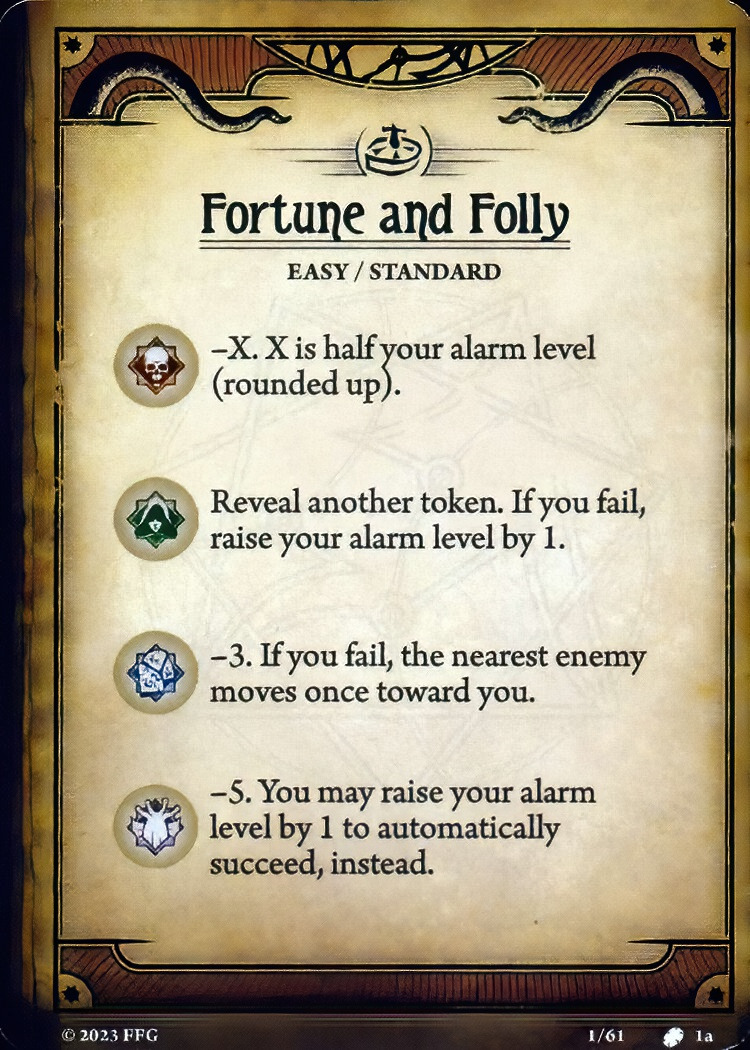 Fortune and Folly
EASY / STANDARD
–X. X is half your alarm level
(rounded up).
Reveal another token. If you fail,
raise your alarm level by 1.
–3. If you fail, the nearest enemy
moves once toward you.
–5. You may raise your alarm
level by 1 to automatically
succeed, instead.
© 2023 FFG 1/61 1a